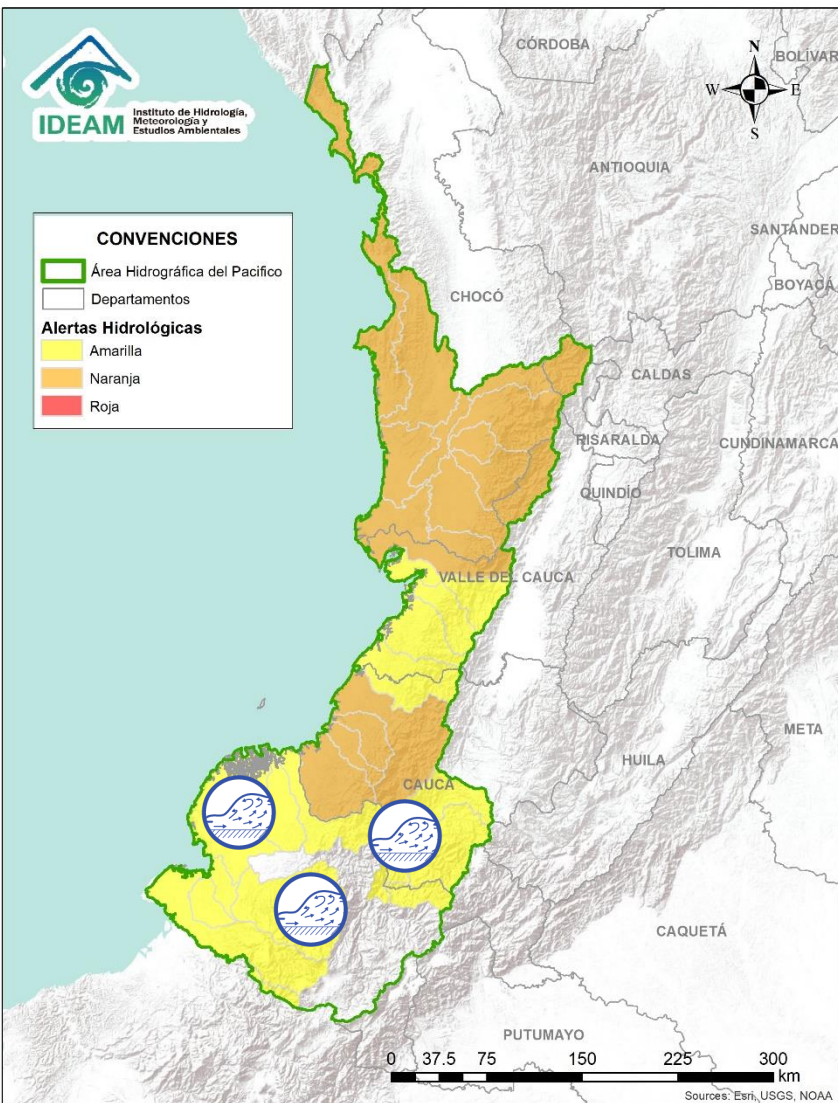 IDEAM
Instituto de Hidrología,
Meteorología y
Estudios Ambientales
CÓRDOBA
BOLÍVAR
N
W
E
S
ANTIOQUIA
SANTANDER
BOYACÁ
CONVENCIONES
Área Hidrográfica del Pacifico
Departamentos
Alertas Hidrológicas
Amarilla
Naranja
Roja
CHOCÓ
CALDAS
RISARALDA
CUNDINAMARCA
QUINDÍO
TOLIMA
VALLE DEL CAUCA
META
HUILA
CAUCA
CAQUETÁ
PUTUMAYO
0 37.5 75 150 225 300
km
Sources: Esri, USGS, NOAA